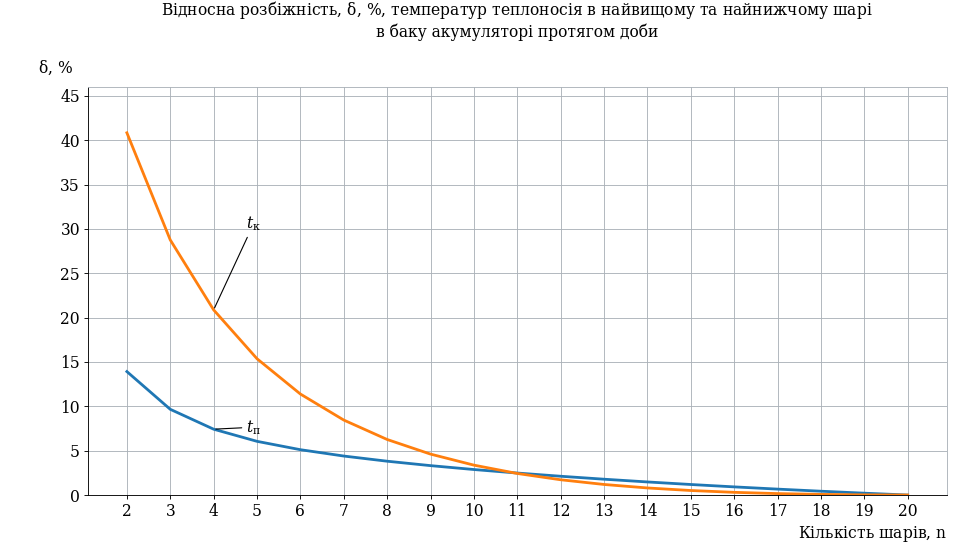 Відносна розбіжність, δ, %, температур теплоносія в найвищому та найнижчому шарі
в баку акумуляторі протягом доби
δ, %
45
40
35
30
25
20
15
10
5
0
tк
tп
2 3 4 5 6 7 8 9 10 11 12 13 14 15 16 17 18 19 20
Кількість шарів, n